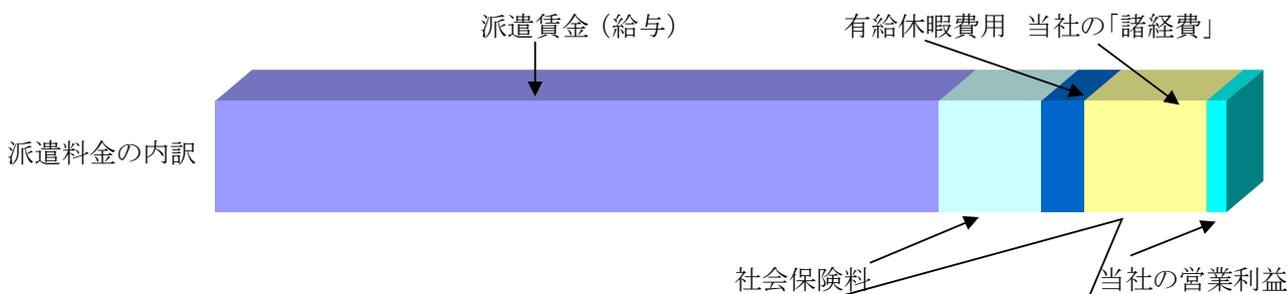 派遣賃金（給与）
有給休暇費用
当社の「諸経費」
派遣料金の内訳
社会保険料
当社の営業利益